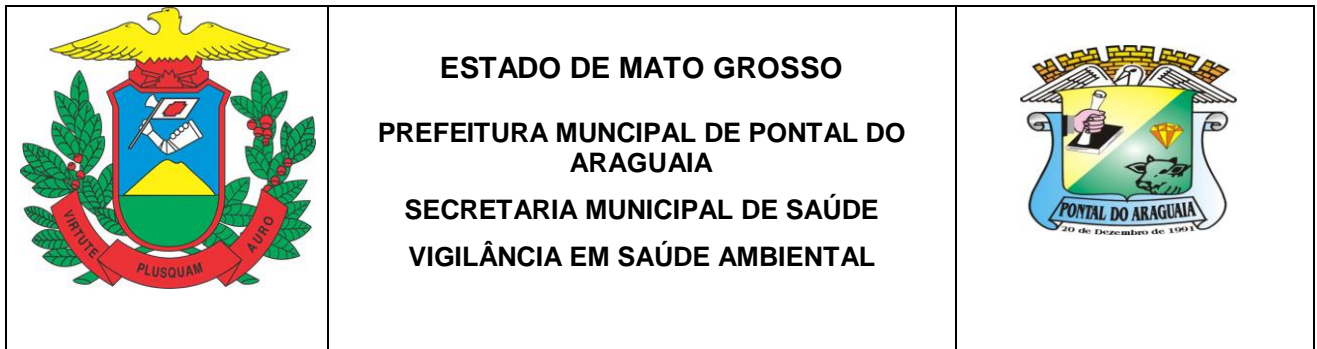 VIRTUTE
PLUSQUAM
AURO
ESTADO DE MATO GROSSO
PREFEITURA MUNCIPAL DE PONTAL DO
ARAGUAIA
SECRETARIA MUNICIPAL DE SAÚDE
VIGILÂNCIA EM SAÚDE AMBIENTAL
PONTAL DO ARAGUAIA
20 de Dezembro de 1991